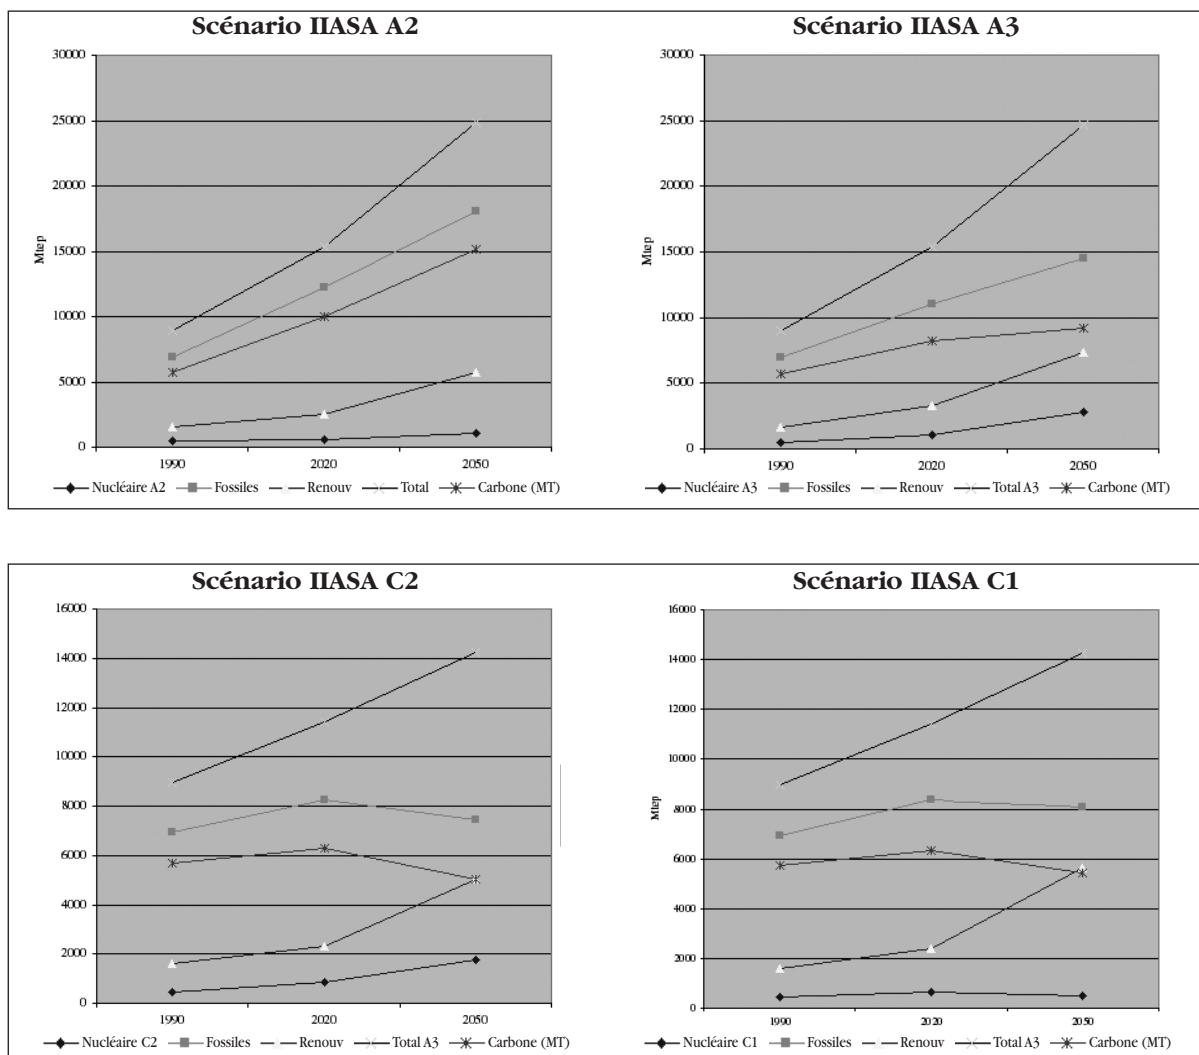 Scénario IIASA A2
30000
25000
20000
15000
10000
5000
0
Mtep
1990 2020 2050
Nucléaire A2 Fossiles Renouv Total Carbone (MT)
Scénario IIASA A3
30000
25000
20000
15000
10000
5000
0
Mtep
1990 2020 2050
Nucléaire A3 Fossiles Renouv Total A3 Carbone (MT)
Scénario IIASA C2
16000
14000
12000
10000
8000
6000
4000
2000
0
1990 2020 2050
Nucléaire C2 Fossiles Renouv Total A3 Carbone (MT)
Scénario IIASA C1
16000
14000
12000
10000
8000
6000
4000
2000
0
Mtep
1990 2020 2050
Nucléaire C1 Fossiles Renouv Total A3 Carbone (MT)